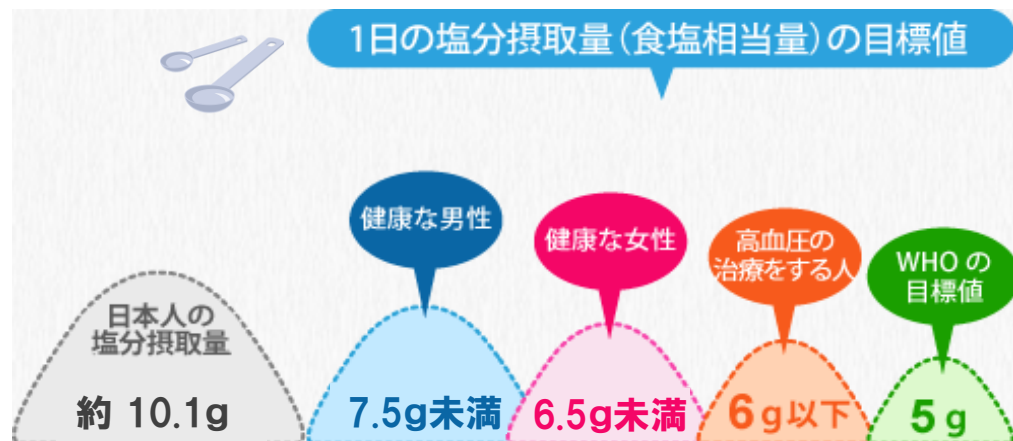 1日の塩分摂取量（食塩相当量）の目標値
日本人の
塩分摂取量
約 10.1g
健康な男性
7.5g未満
健康な女性
6.5g未満
高血圧の
治療をする人
6g以下
WHOの
目標値
5g